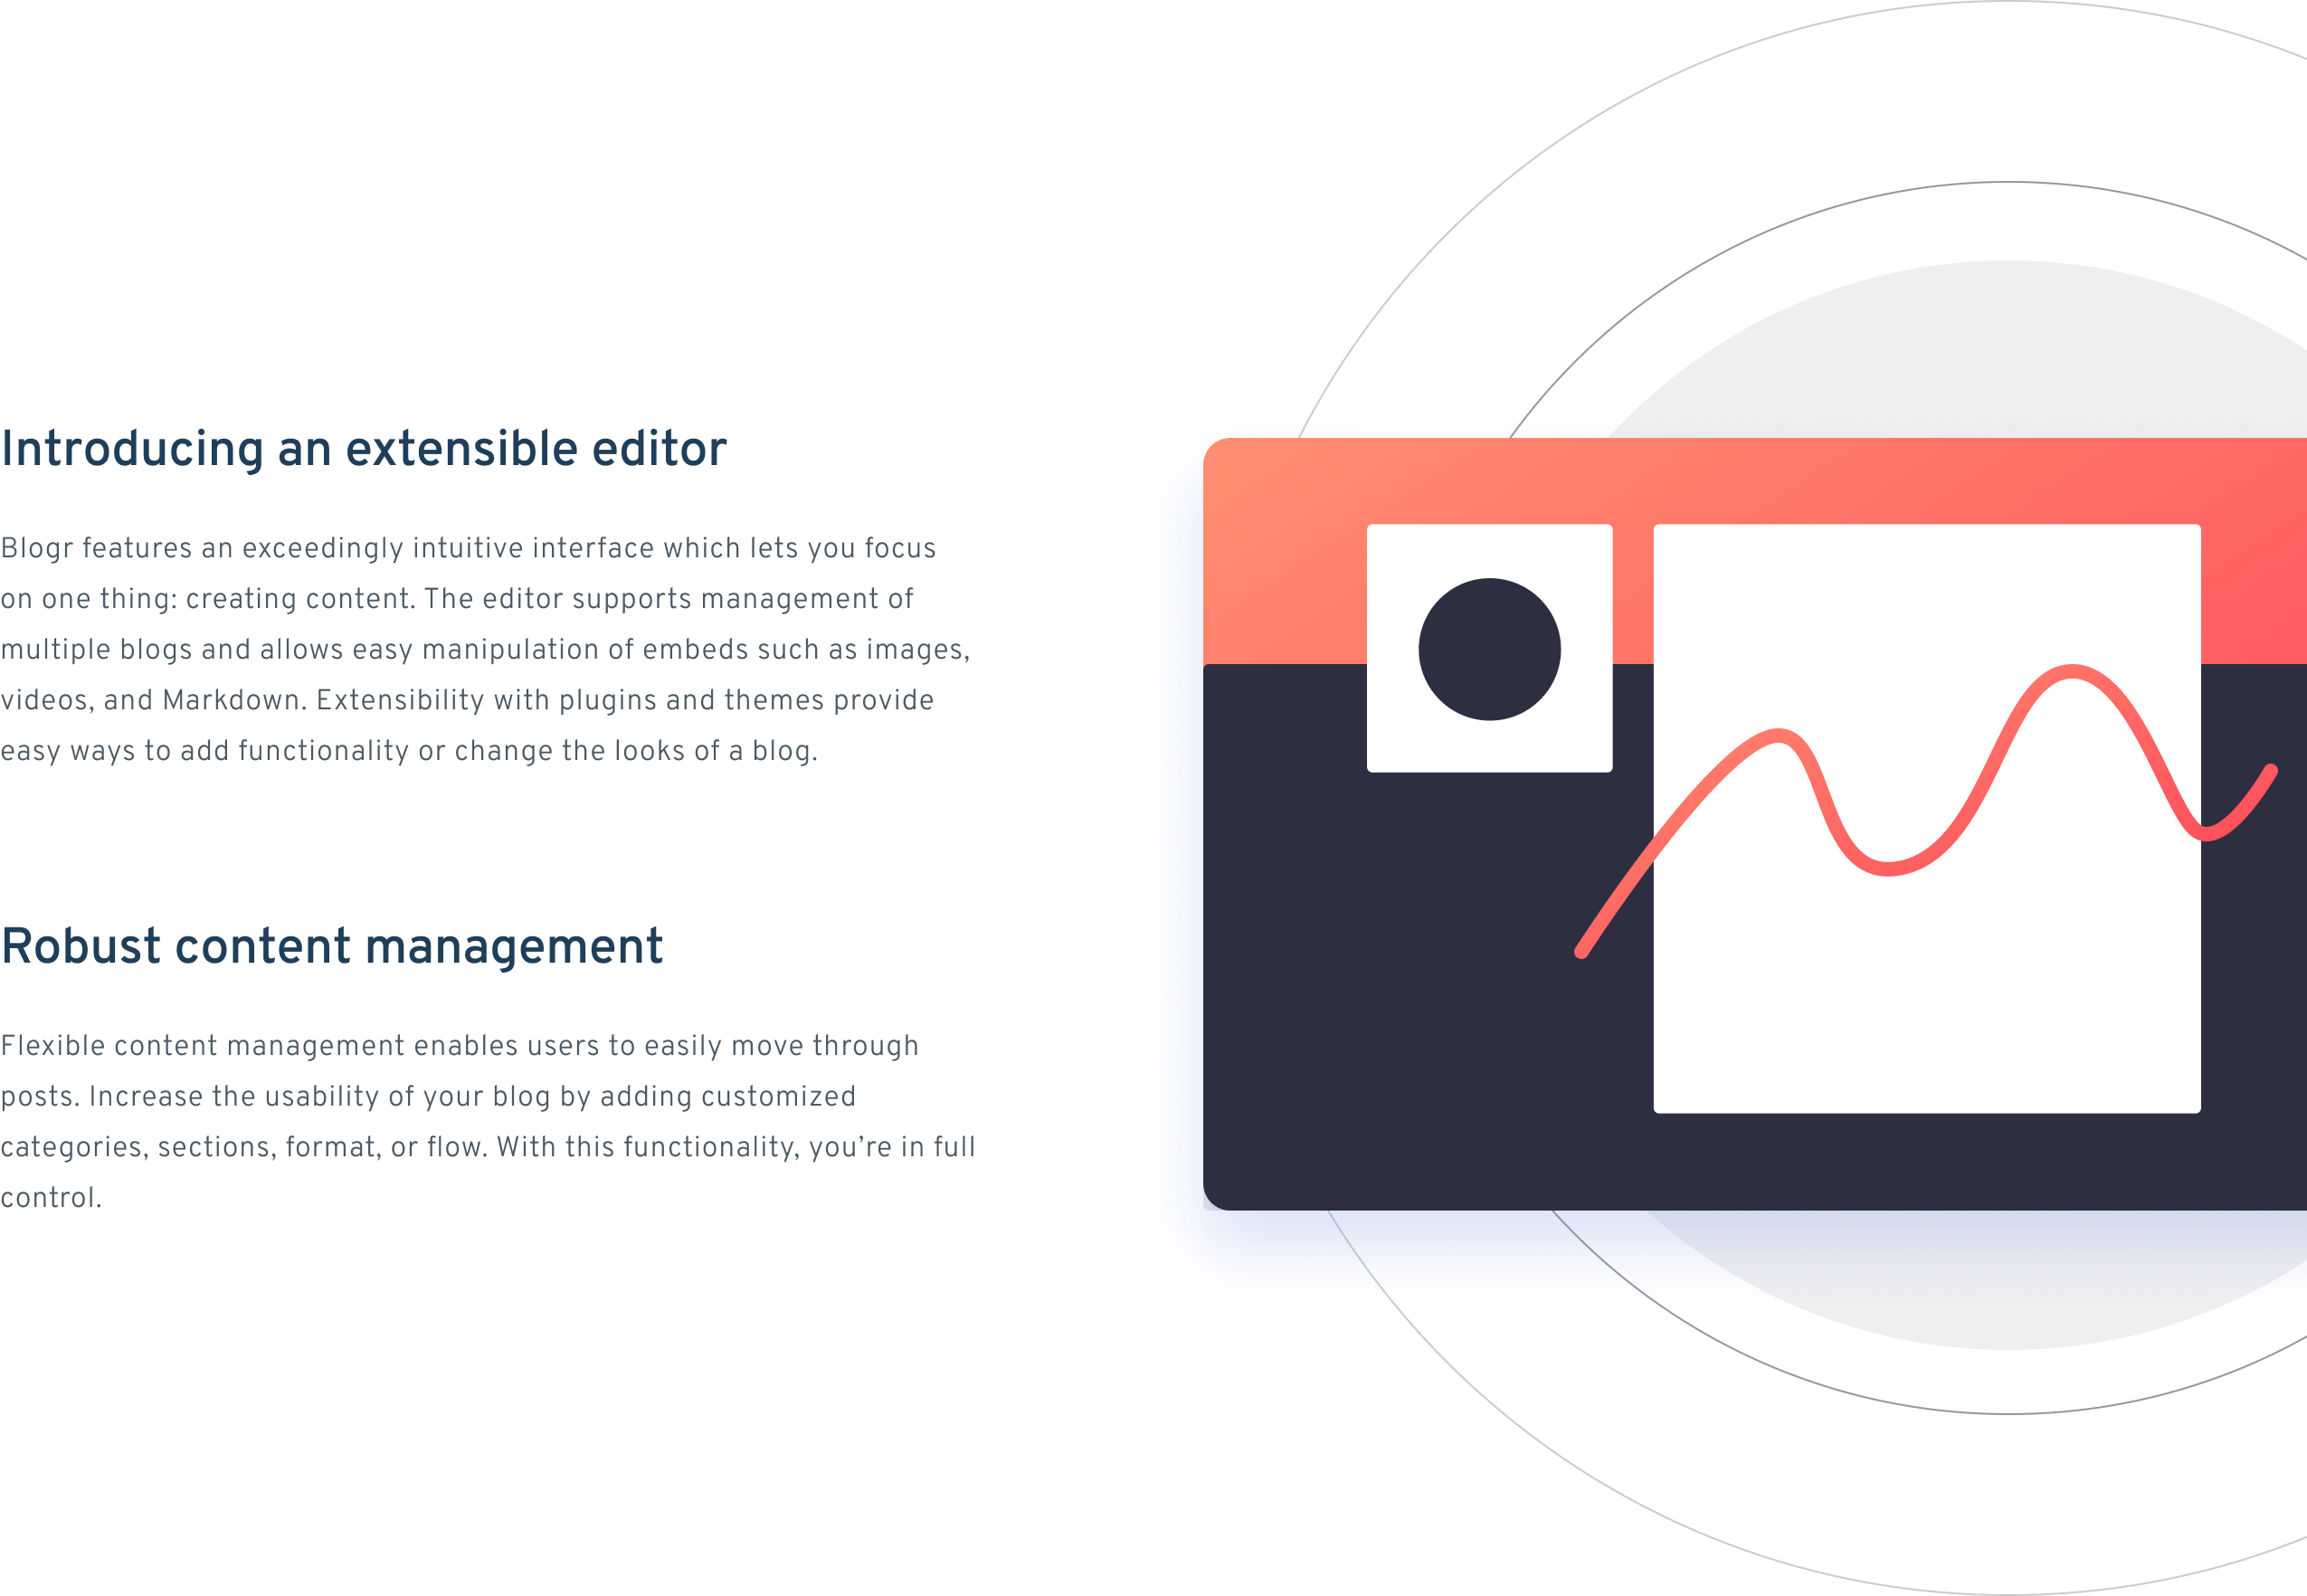 Introducing an extensible editor
Blogr features an exceedingly intuitive interface which lets you focus
on one thing: creating content. The editor supports management of
multiple blogs and allows easy manipulation of embeds such as images,
videos, and Markdown. Extensibility with plugins and themes provide
easy ways to add functionality or change the looks of a blog.
Robust content management
Flexible content management enables users to easily move through
posts. Increase the usability of your blog by adding customized
categories, sections, format, or flow. With this functionality, you’re in full
control.